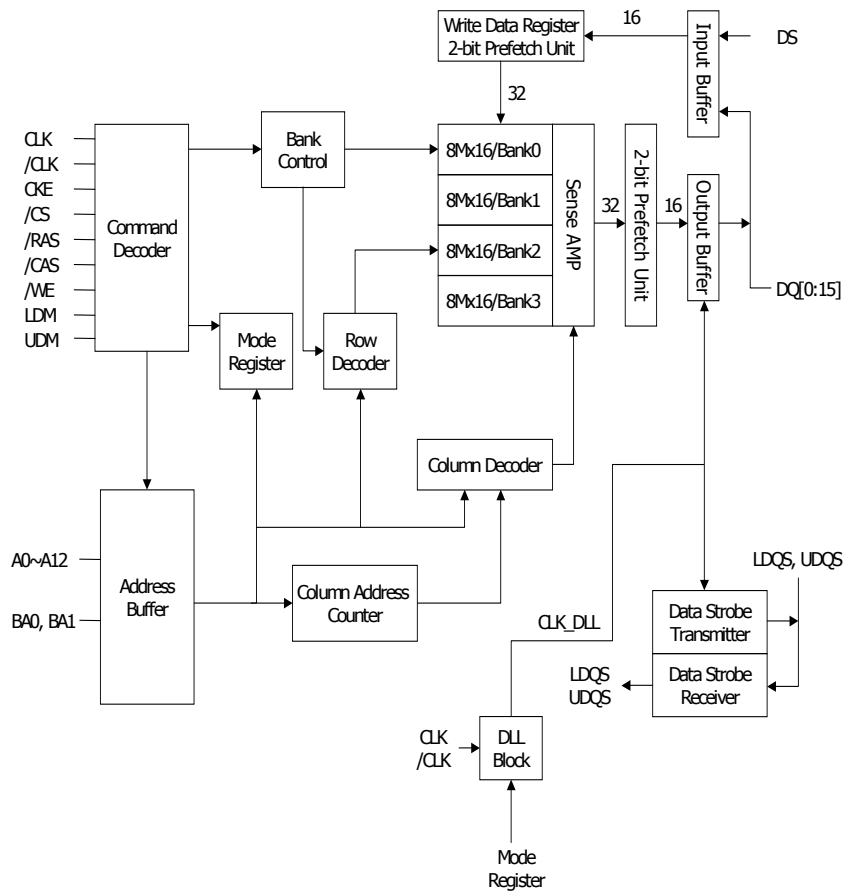 Write Data Register
2-bit Prefetch Unit
16
Input Buffer
DS
32
CLK
/CLK
CKE
/CS
/RAS
/CAS
/WE
LDM
UDM
Command
Decoder
Bank
Control
8Mx16/Bank0
8Mx16/Bank1
8Mx16/Bank2
8Mx16/Bank3
Sense AMP
32
2-bit Prefetch Unit
16
Output Buffer
DQ[0:15]
Mode
Register
Row
Decoder
Column Decoder
A0~A12
BA0, BA1
Address
Buffer
Column Address
Counter
CLK_DLL
LDQS, UDQS
Data Strobe
Transmitter
Data Strobe
Receiver
LDQS
UDQS
CLK
/CLK
DLL
Block
Mode
Register